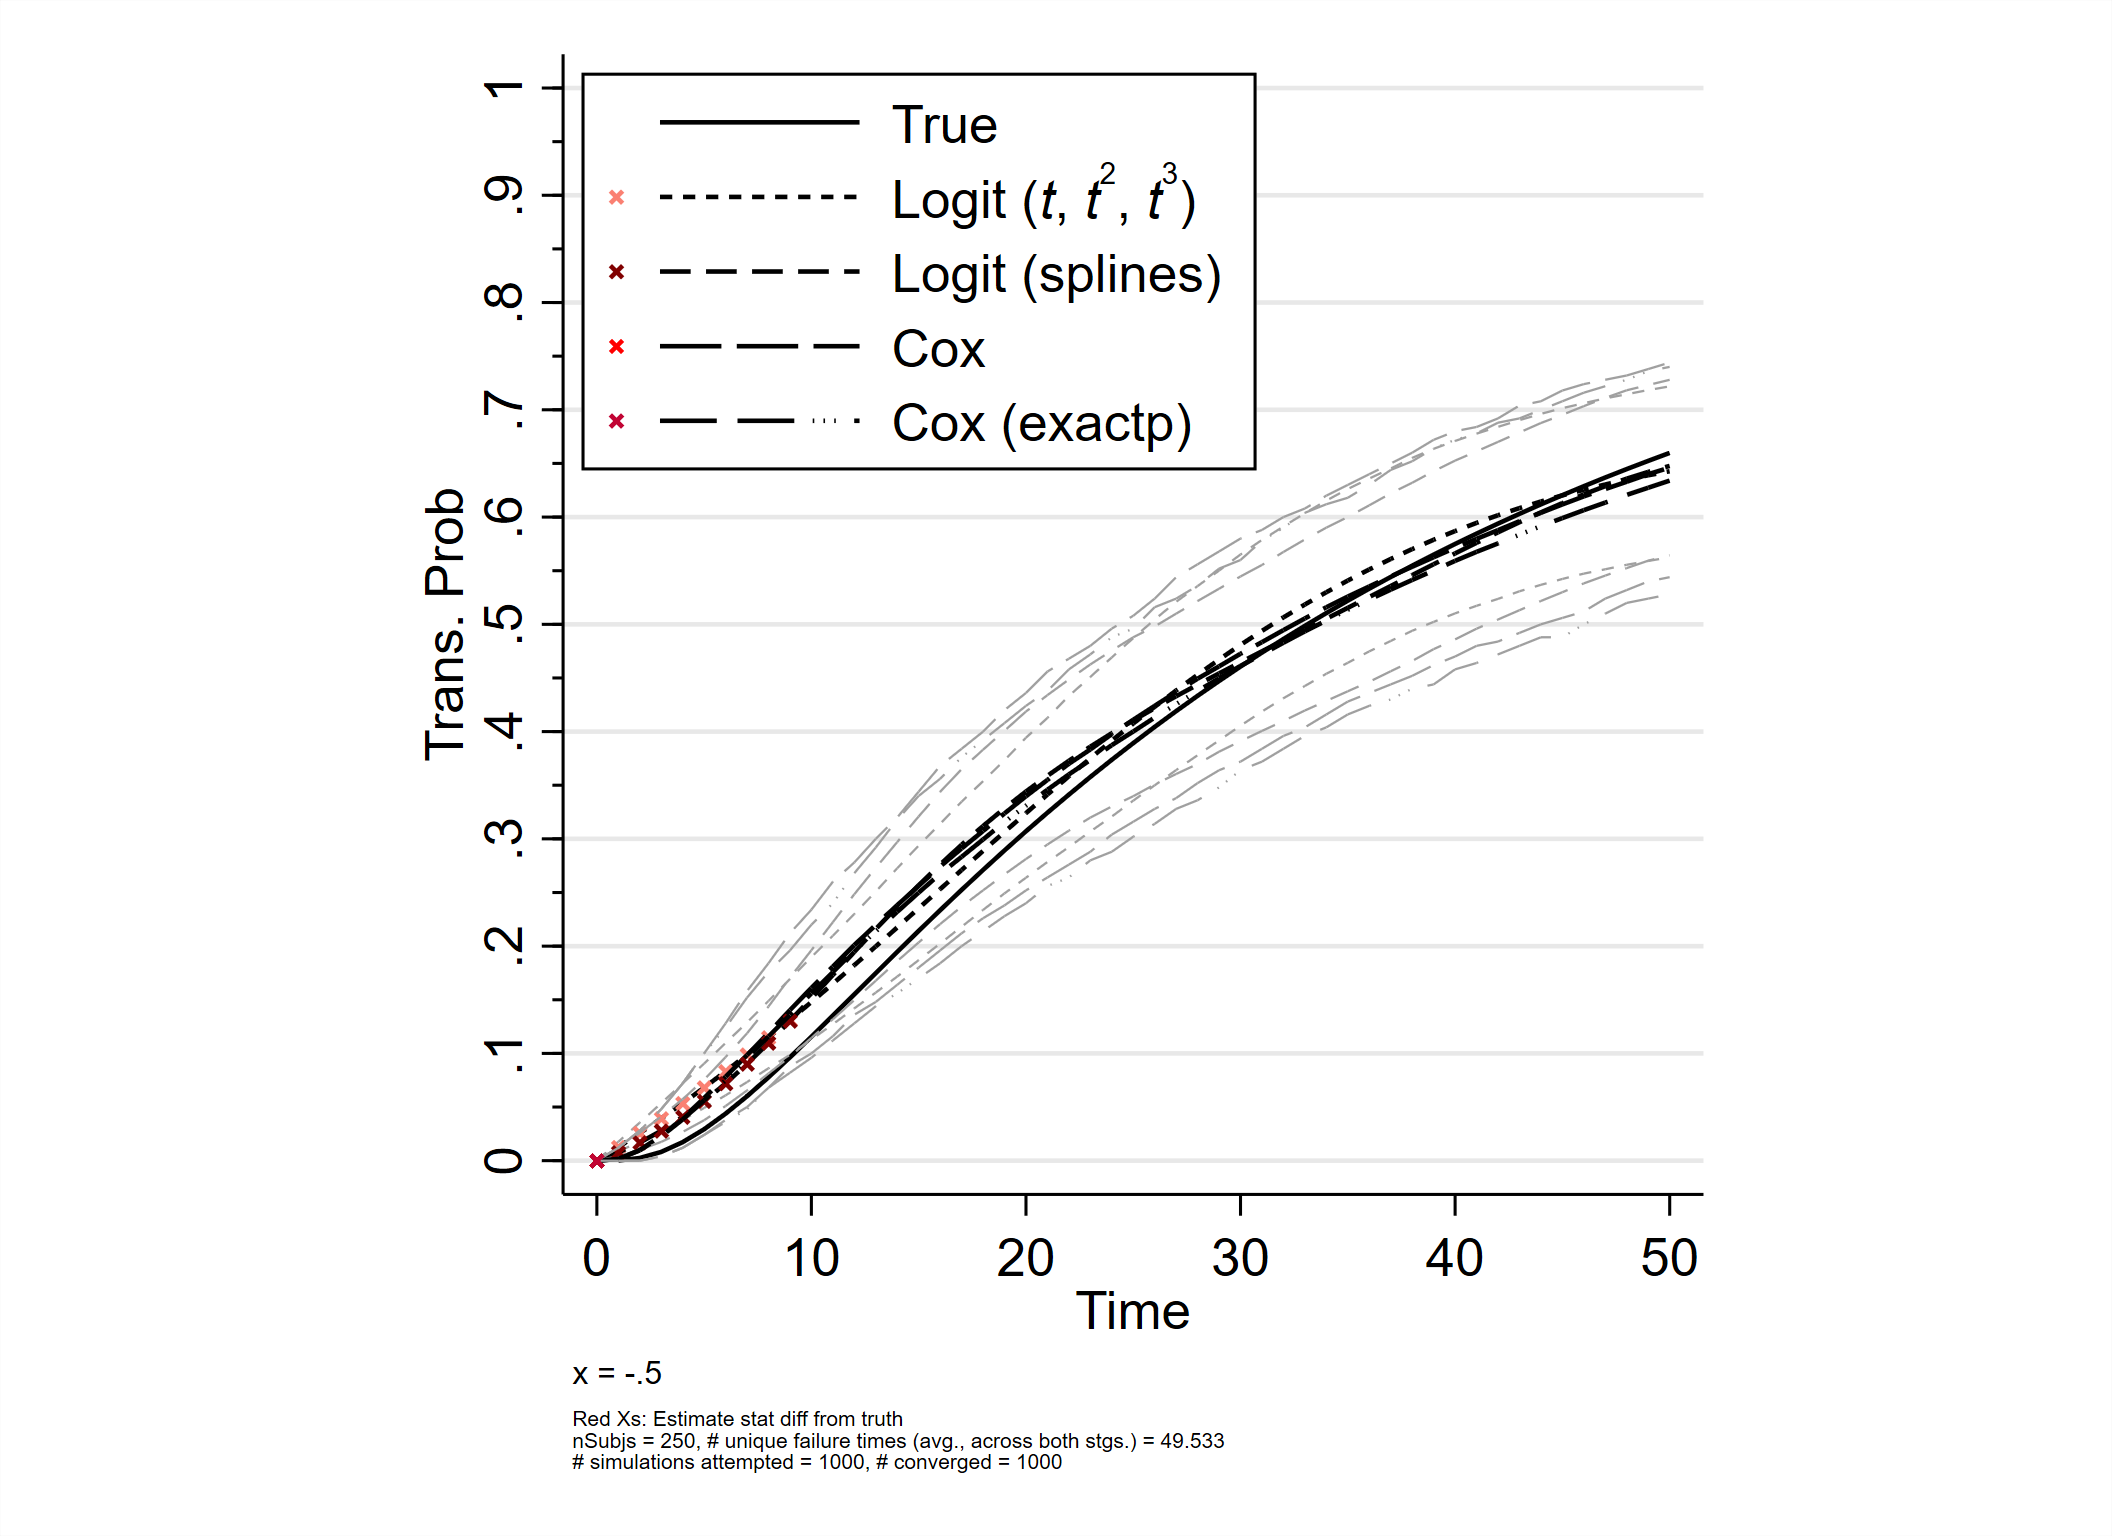 True
Logit (t, t², t³)
Logit (splines)
Cox
Cox (exactp)
Trans. Prob
1
.9
.8
.7
.6
.5
.4
.3
.2
.1
0
0 10 20 30 40 50
Time
x = -.5
Red Xs: Estimate stat diff from truth
nSubjs = 250, # unique failure times (avg., across both stgs.) = 49.533
# simulations attempted = 1000, # converged = 1000